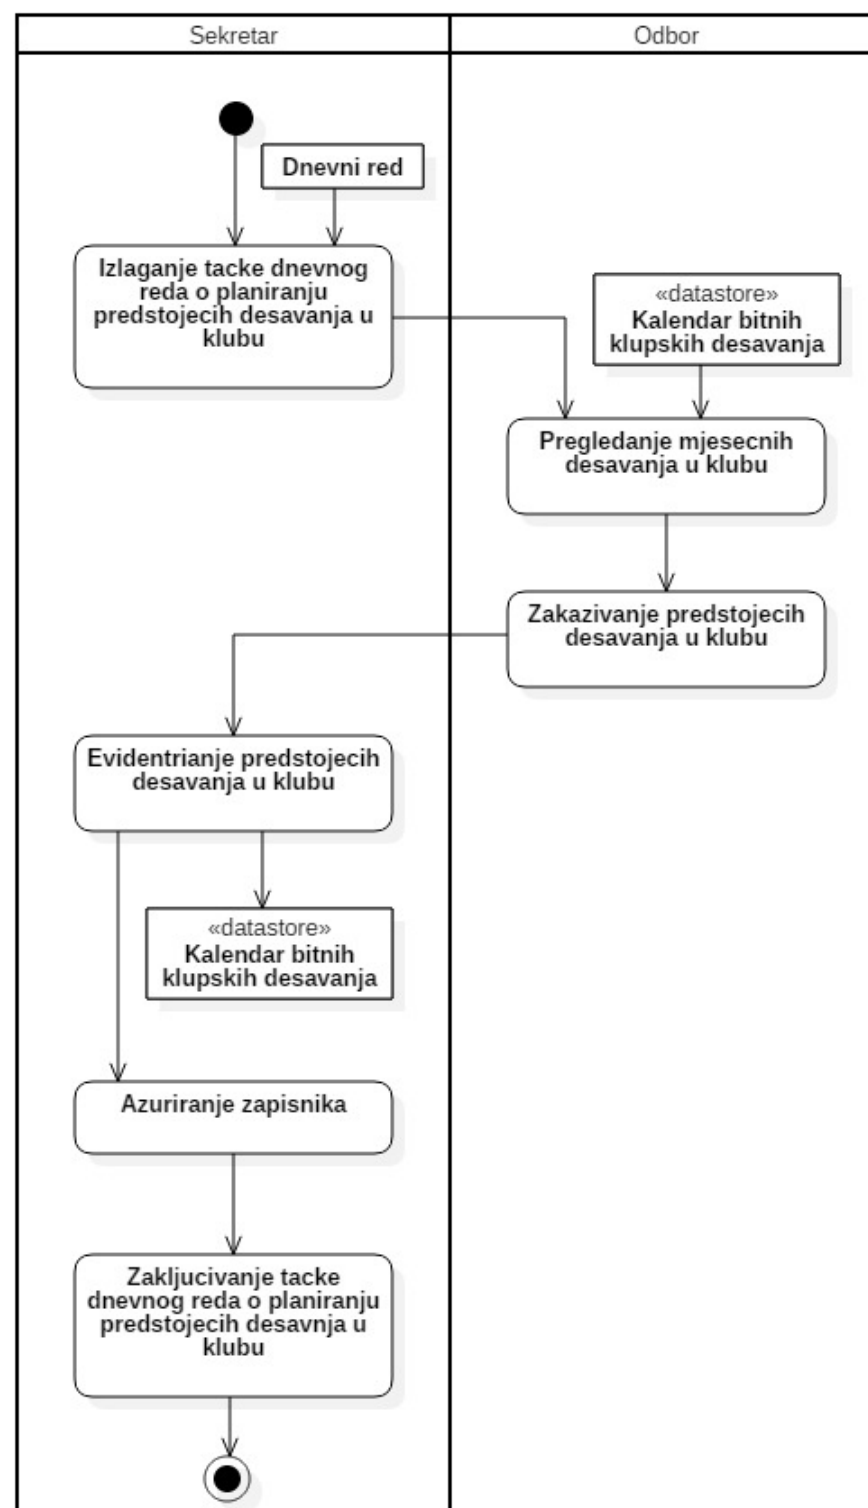 Sekretar
Odbor
Dnevni red
Izlaganje tacke dnevnog
reda o planiranju
predstojecih desavanja u
klubu
«datastore»
Kalendar bitnih
klupskih desavanja
Pregledanje mjesecnih
desavanja u klubu
Zakazivanje predstojecih
desavanja u klubu
Evidentrianje predstojecih
desavanja u klubu
«datastore»
Kalendar bitnih
klupskih desavanja
Azuriranje zapisnika
Zakljucivanje tacke
dnevnog reda o planiranju
predstojecih desavnja u
klubu